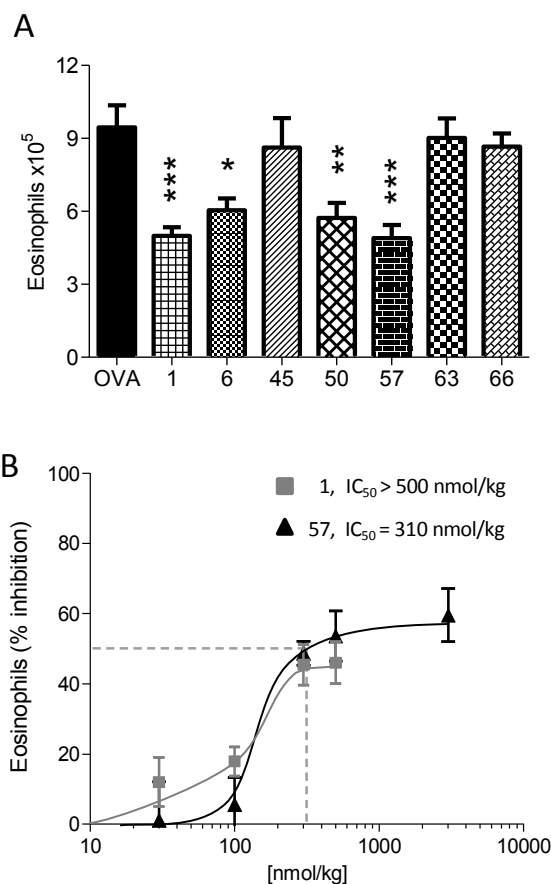 A
Eosinophils x10⁵
12
9
6
3
0
***
*
**
***
OVA 1 6 45 50 57 63 66
B
Eosinophils (% inhibition)
100
80
60
40
20
0
1, IC₅₀ > 500 nmol/kg
57, IC₅₀ = 310 nmol/kg
10 100 1000 10000
[nmol/kg]